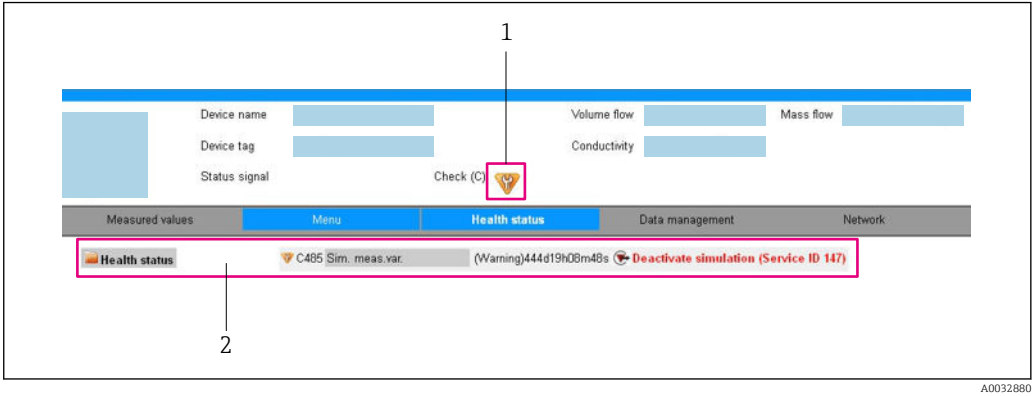 1
Device name
Volume flow
Mass flow
Device tag
Conductivity
Status signal
Check (C)
Measured values
Menu
Health status
Data management
Network
Health status
C485 Sim. meas.var.
(Warning)444d19h08m48s
Deactivate simulation (Service ID 147)
2
A0032880